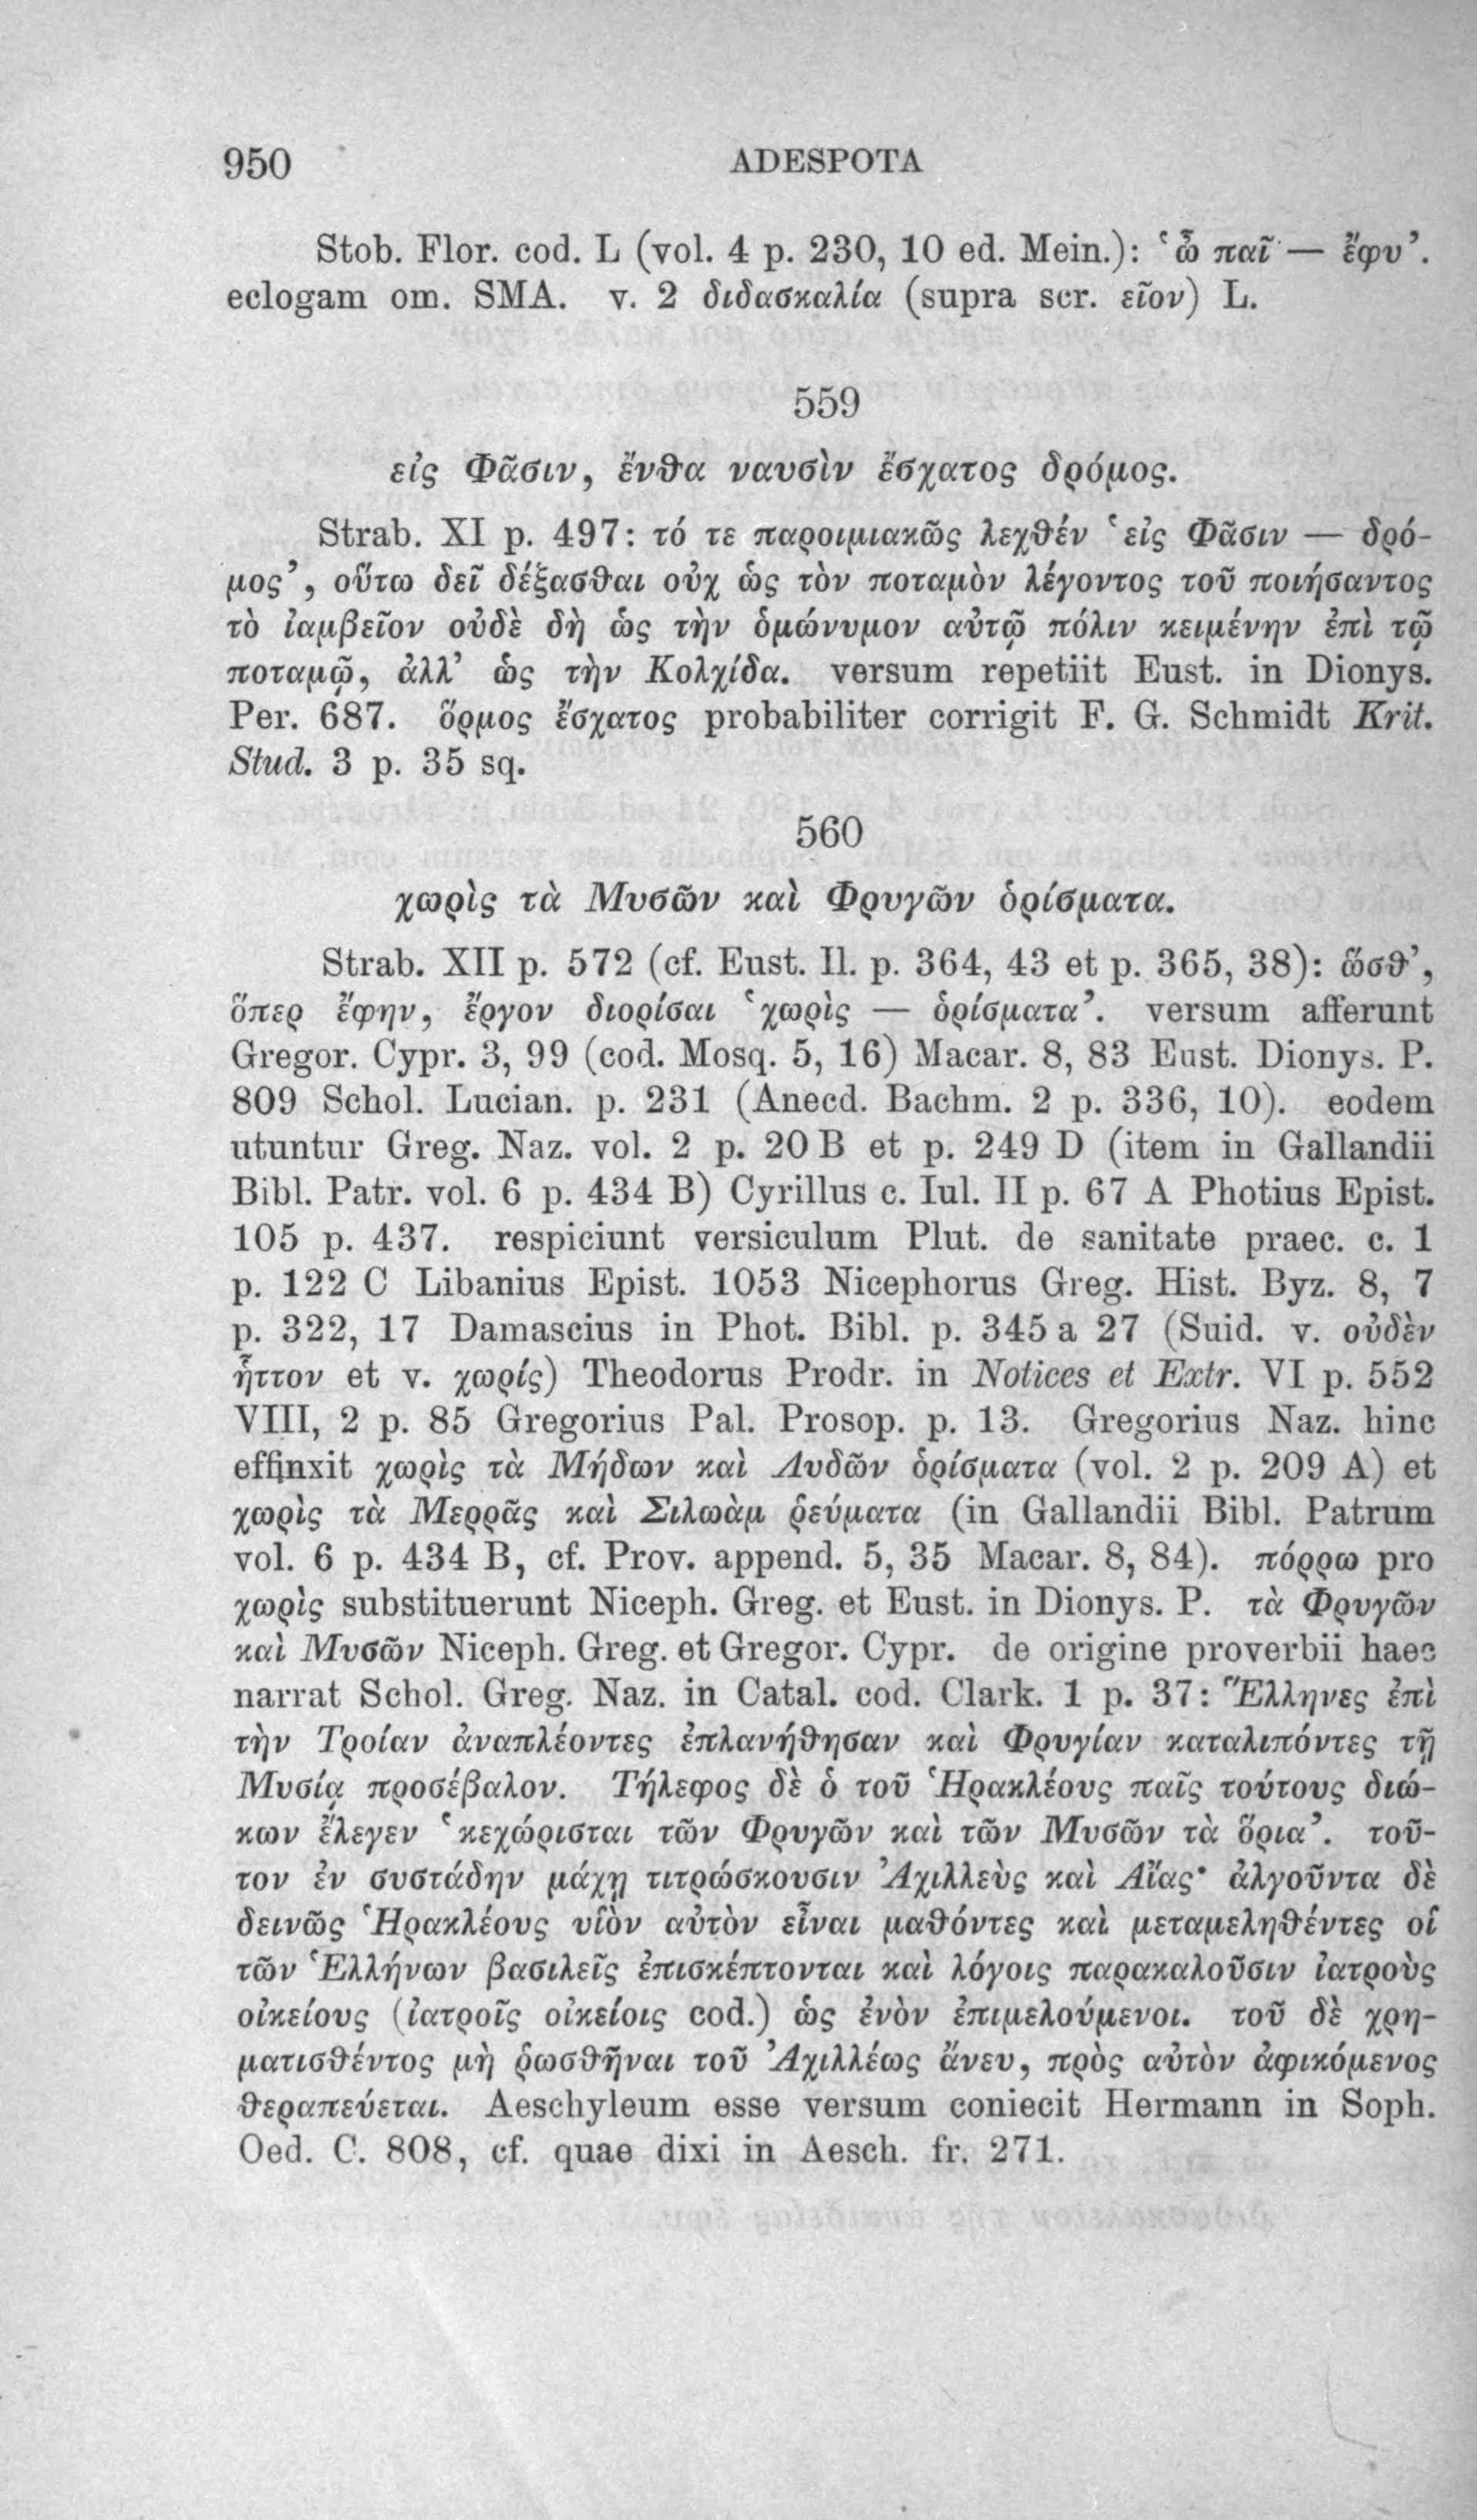 950 ADESPOTA
Stob. Flor. cod. L (vol. 4 p. 230, 10 ed. Mein.): ‘ὦ παῖ — ἔφυ’.
eclogam om. SMA. v. 2 διδασκαλία (supra scr. εῖον) L.
559
εἰς Φᾶσιν, ἔνθα ναυσὶν ἔσχατος δρόμος.
Strab. XI p. 497: τό τε παροιμιακῶς λεχθέν ‘εἰς Φᾶσιν — δρό-
μος’, οὕτω δεῖ δέξασθαι οὐχ ὡς τὸν ποταμὸν λέγοντος τοῦ ποιήσαντος
τὸ ἰαμβεῖον οὐδὲ δὴ ὡς τὴν ὁμώνυμον αὐτῷ πόλιν κειμένην ἐπὶ τῷ
ποταμῷ, ἀλλ’ ὡς τὴν Κολχίδα. versum repetiit Eust. in Dionys.
Per. 687. ὅρμος ἔσχατος probabiliter corrigit F. G. Schmidt Krit.
Stud. 3 p. 35 sq.
560
χωρὶς τὰ Μυσῶν καὶ Φρυγῶν ὁρίσματα.
Strab. XII p. 572 (cf. Eust. Il. p. 364, 43 et p. 365, 38): ὥσθ’,
ὅπερ ἔφην, ἔργον διορίσαι ‘χωρὶς — ὁρίσματα’. versum afferunt
Gregor. Cypr. 3, 99 (cod. Mosq. 5, 16) Macar. 8, 83 Eust. Dionys. P.
809 Schol. Lucian. p. 231 (Anecd. Bachm. 2 p. 336, 10). eodem
utuntur Greg. Naz. vol. 2 p. 20 B et p. 249 D (item in Gallandii
Bibl. Patr. vol. 6 p. 434 B) Cyrillus c. Iul. II p. 67 A Photius Epist.
105 p. 437. respiciunt versiculum Plut. de sanitate praec. c. 1
p. 122 C Libanius Epist. 1053 Nicephorus Greg. Hist. Byz. 8, 7
p. 322, 17 Damascius in Phot. Bibl. p. 345 a 27 (Suid. v. οὐδὲν
ἧττον et v. χωρίς) Theodorus Prodr. in Notices et Extr. VI p. 552
VIII, 2 p. 85 Gregorius Pal. Prosop. p. 13. Gregorius Naz. hinc
effinxit χωρὶς τὰ Μήδων καὶ Λυδῶν ὁρίσματα (vol. 2 p. 209 A) et
χωρὶς τὰ Μερρᾶς καὶ Σιλωὰμ ῥεύματα (in Gallandii Bibl. Patrum
vol. 6 p. 434 B, cf. Prov. append. 5, 35 Macar. 8, 84). πόρρω pro
χωρὶς substituerunt Niceph. Greg. et Eust. in Dionys. P. τὰ Φρυγῶν
καὶ Μυσῶν Niceph. Greg. et Gregor. Cypr. de origine proverbii haec
narrat Schol. Greg. Naz. in Catal. cod. Clark. 1 p. 37: Ἕλληνες ἐπὶ
τὴν Τροίαν ἀναπλέοντες ἐπλανήθησαν καὶ Φρυγίαν καταλιπόντες τῇ
Μυσίᾳ προσέβαλον. Τήλεφος δὲ ὁ τοῦ Ἡρακλέους παῖς τούτους διώ-
κων ἔλεγεν ‘κεχώρισται τῶν Φρυγῶν καὶ τῶν Μυσῶν τὰ ὅρια’. τοῦ-
τον ἐν συστάδην μάχῃ τιτρώσκουσιν Ἀχιλλεὺς καὶ Αἴας· ἀλγοῦντα δὲ
δεινῶς Ἡρακλέους υἱὸν αὐτὸν εἶναι μαθόντες καὶ μεταμεληθέντες οἱ
τῶν Ἑλλήνων βασιλεῖς ἐπισκέπτονται καὶ λόγοις παρακαλοῦσιν ἰατροὺς
οἰκείους (ἰατροῖς οἰκείοις cod.) ὡς ἐνὸν ἐπιμελούμενοι. τοῦ δὲ χρη-
ματισθέντος μὴ ῥωσθῆναι τοῦ Ἀχιλλέως ἄνευ, πρὸς αὐτὸν ἀφικόμενος
θεραπεύεται. Aeschyleum esse versum coniecit Hermann in Soph.
Oed. C. 808, cf. quae dixi in Aesch. fr. 271.